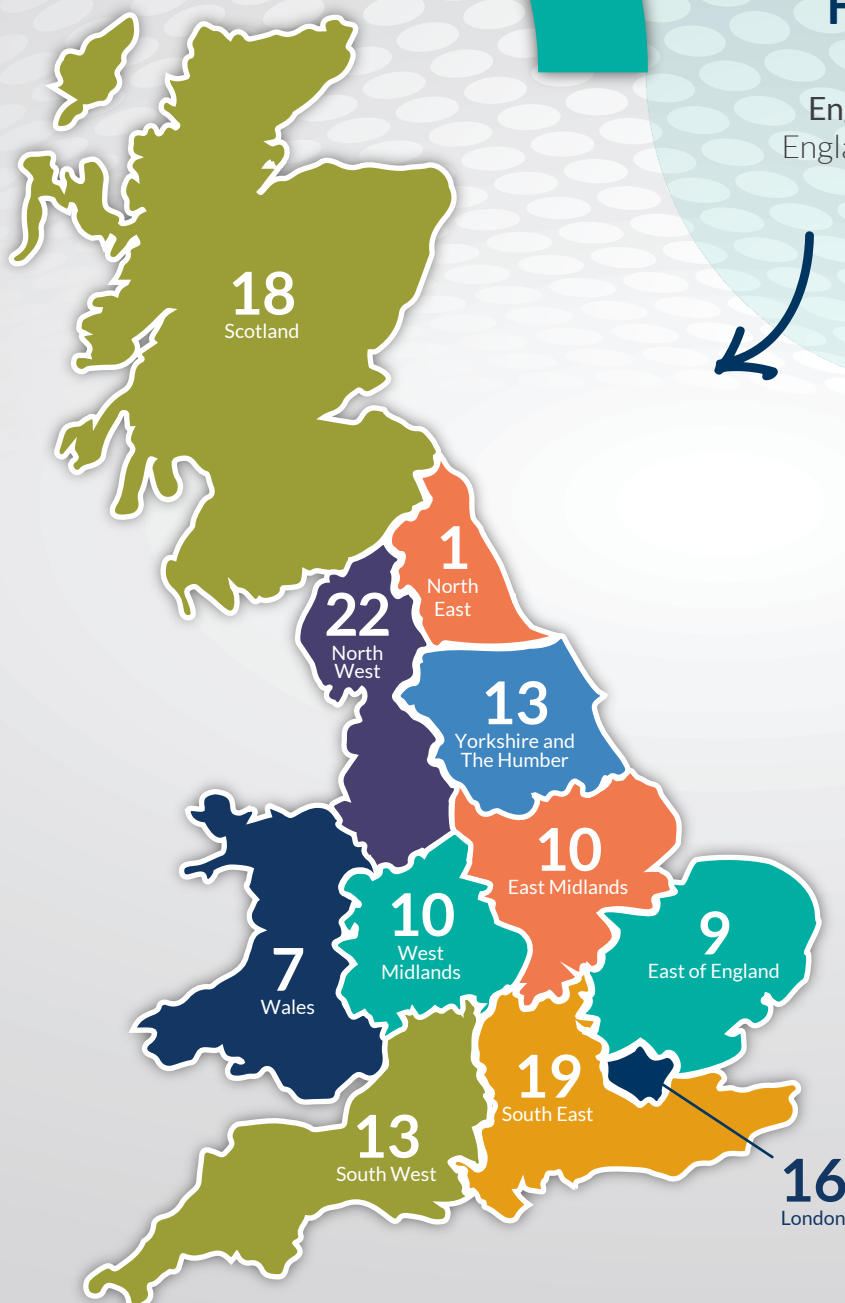 18
Scotland
1
North
East
22
North
West
13
Yorkshire and
The Humber
10
East Midlands
10
West
Midlands
9
East of England
7
Wales
19
South East
13
South West
16
London